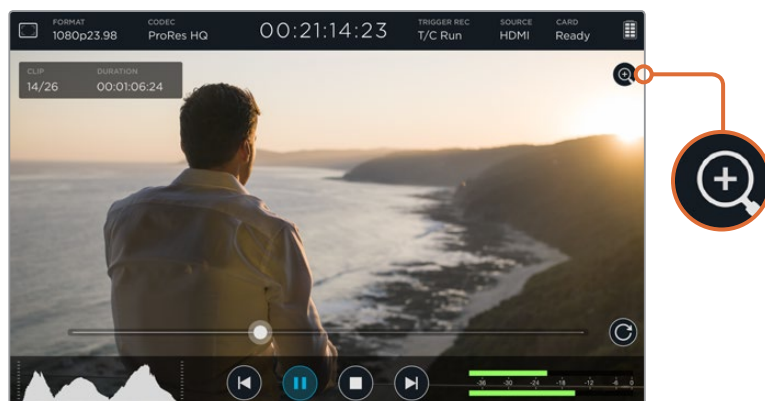 FORMAT
1080p23.98
CODEC
ProRes HQ
00:21:14:23
TRIGGER REC
T/C Run
SOURCE
HDMI
CARD
Ready
CLIP
14/26
DURATION
00:01:06:24
-36 -30 -24 -18 -12 -6 0